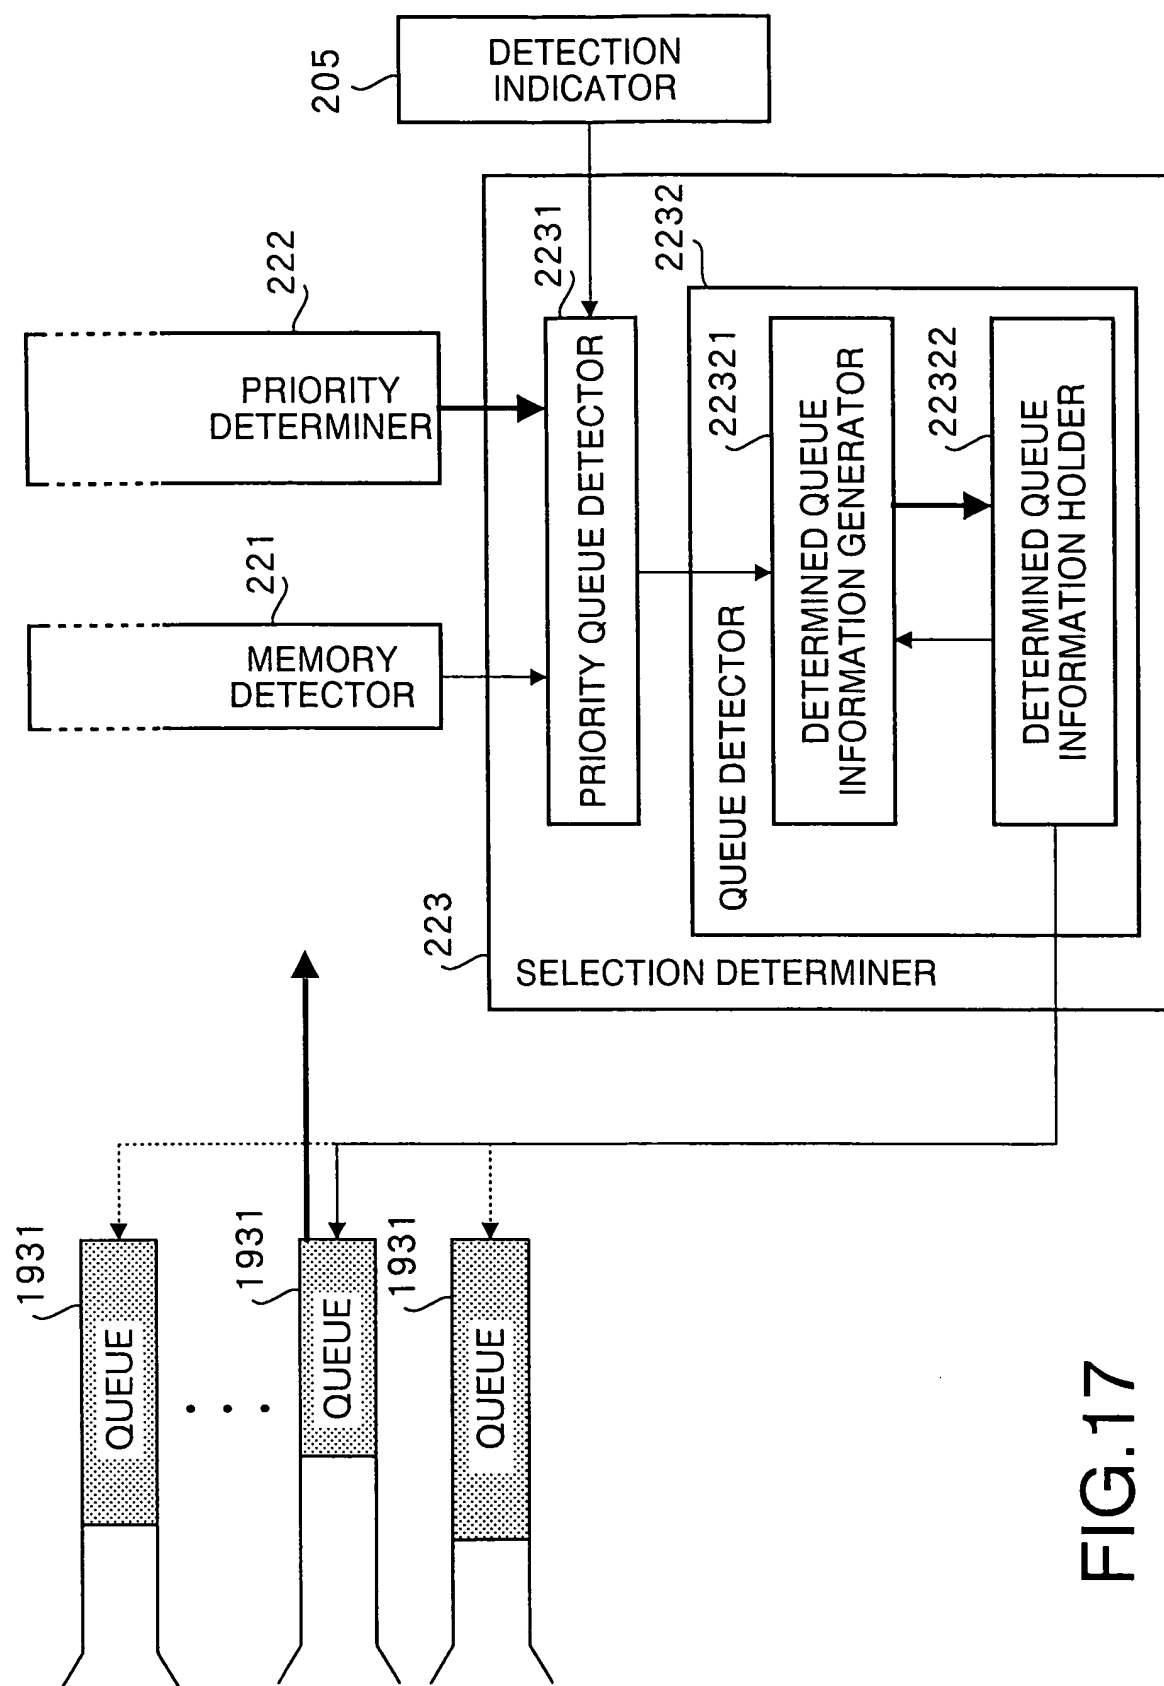 205
DETECTION
INDICATOR
222
PRIORITY
DETERMINER
221
MEMORY
DETECTOR
223
SELECTION DETERMINER
2231
PRIORITY QUEUE DETECTOR
2232
QUEUE DETECTOR
22321
DETERMINED QUEUE
INFORMATION GENERATOR
22322
DETERMINED QUEUE
INFORMATION HOLDER
1931
QUEUE
1931
QUEUE
1931
QUEUE
FIG.17